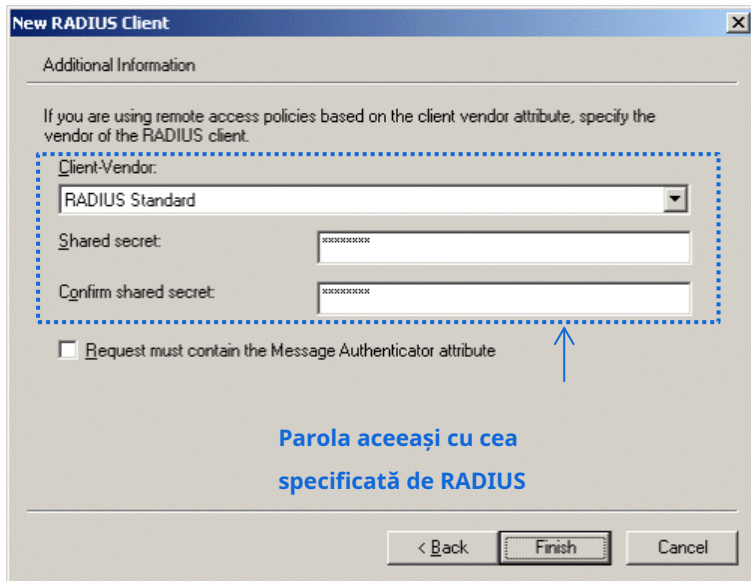 New RADIUS Client
Additional Information
If you are using remote access policies based on the client vendor attribute, specify the
vendor of the RADIUS client.
Client-Vendor:
RADIUS Standard
Shared secret: xxxxxxxx
Confirm shared secret: xxxxxxxx
Request must contain the Message Authenticator attribute
Parola aceeași cu cea
specificată de RADIUS
< Back Finish Cancel